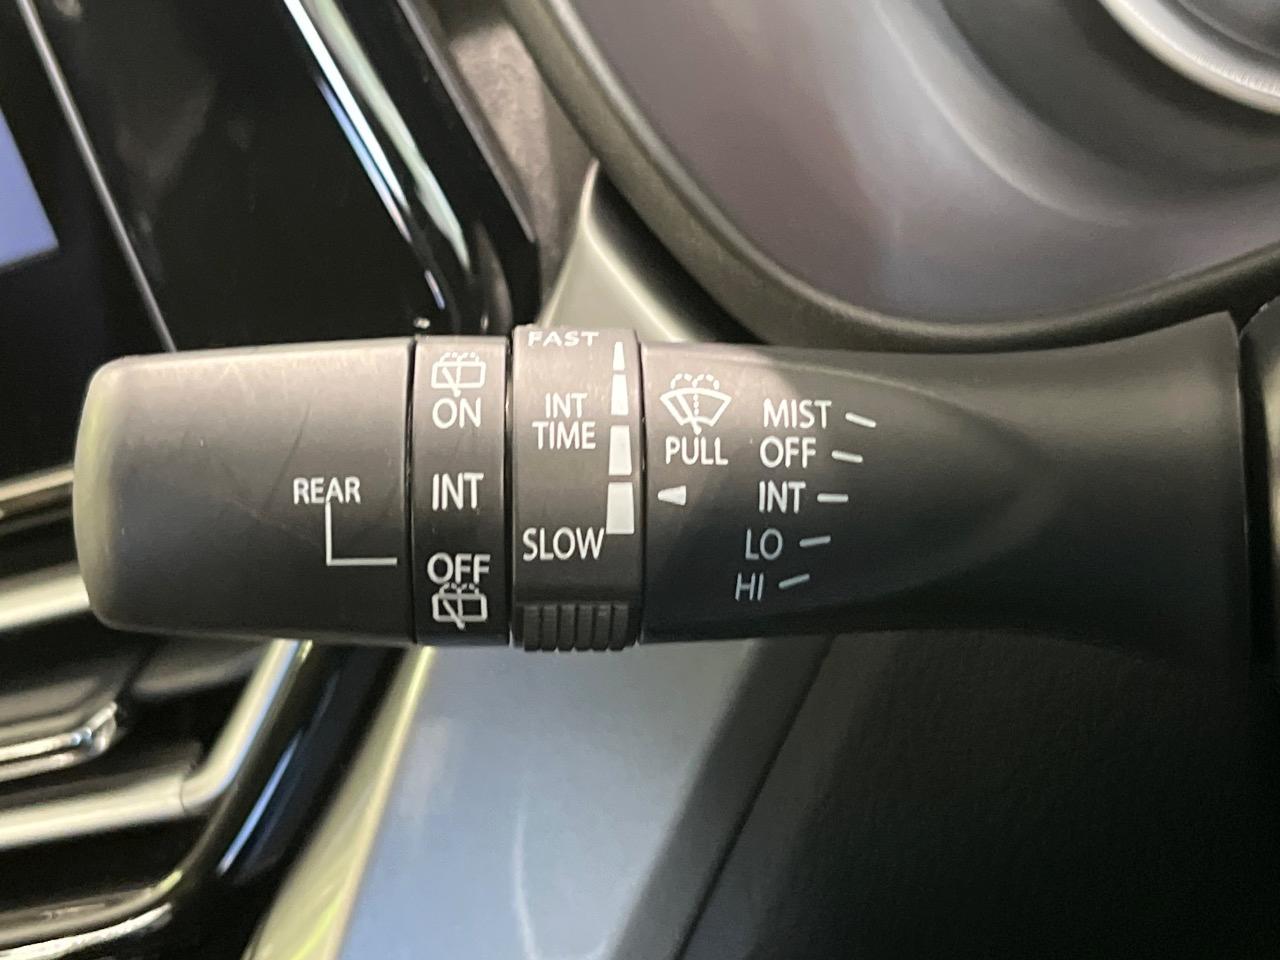 REAR
ON
INT
OFF
FAST
INT
TIME
SLOW
PULL
MIST
OFF
INT
LO
HI